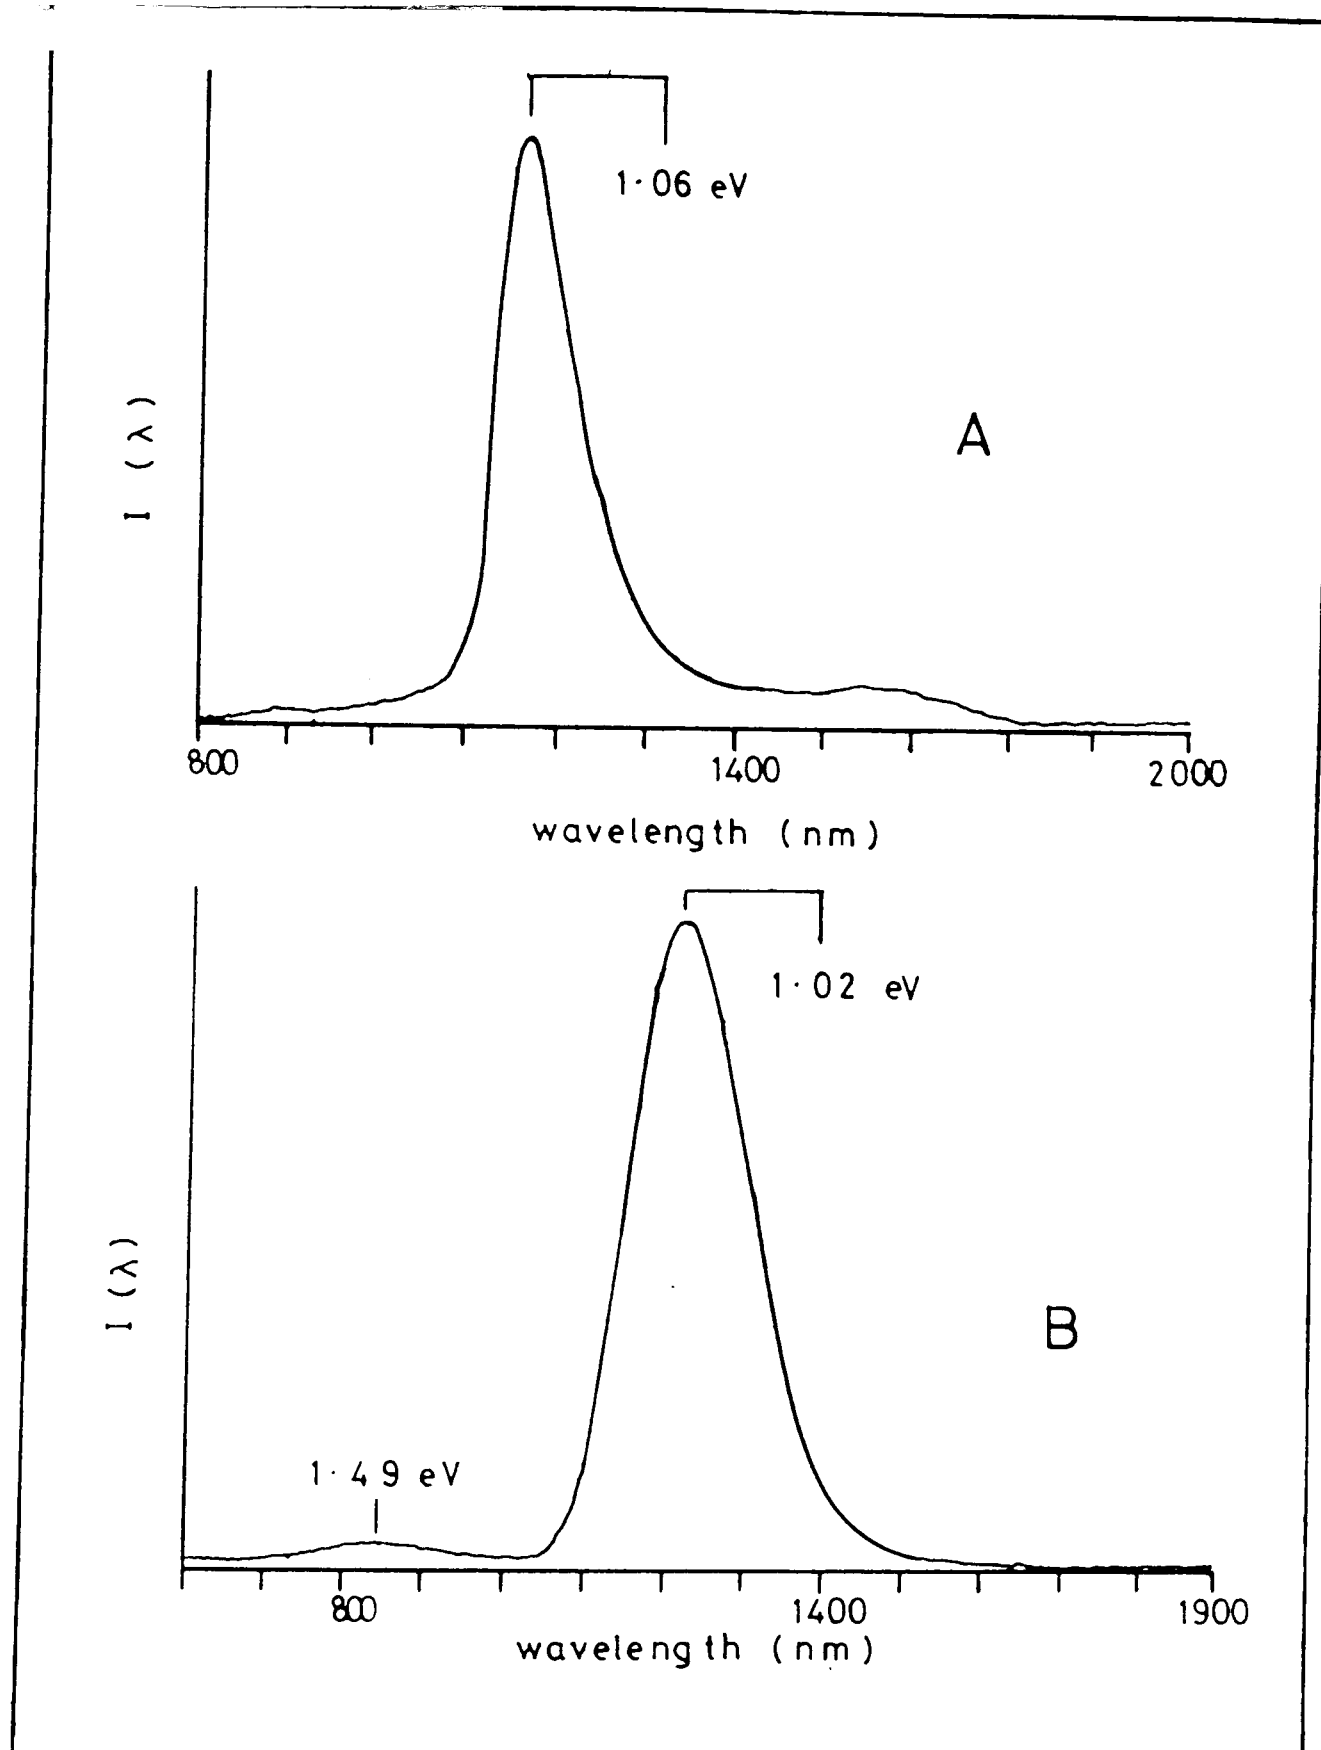 1·06 eV
I (λ)
A
800 1400 2000
wavelength (nm)
1·02 eV
I (λ)
B
1·49 eV
800 1400 1900
wavelength (nm)